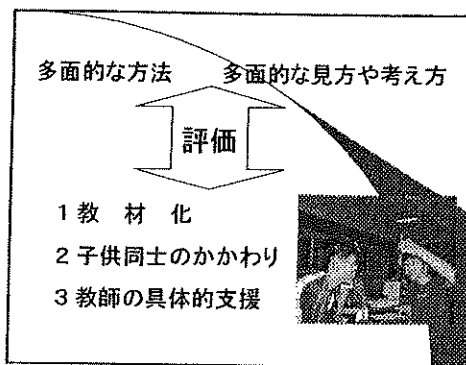 多面的な方法　多面的な見方や考え方
評価
1 教　材　化
2 子供同士のかかわり
3 教師の具体的支援